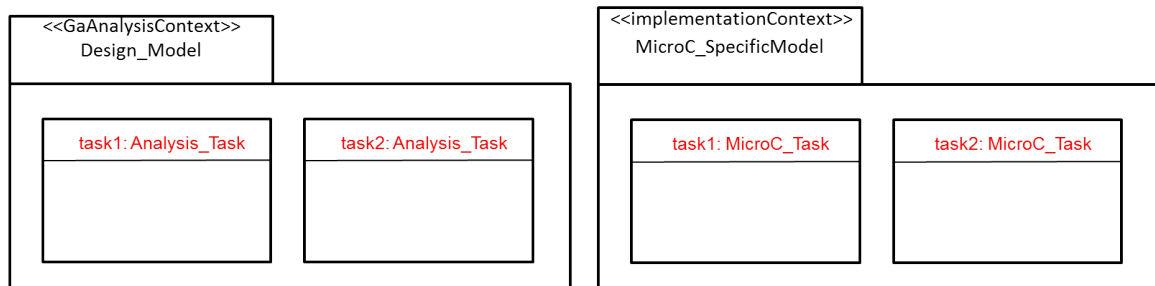 <<GaAnalysisContext>>
Design_Model
task1: Analysis_Task
task2: Analysis_Task
<<implementationContext>>
MicroC_SpecificModel
task1: MicroC_Task
task2: MicroC_Task